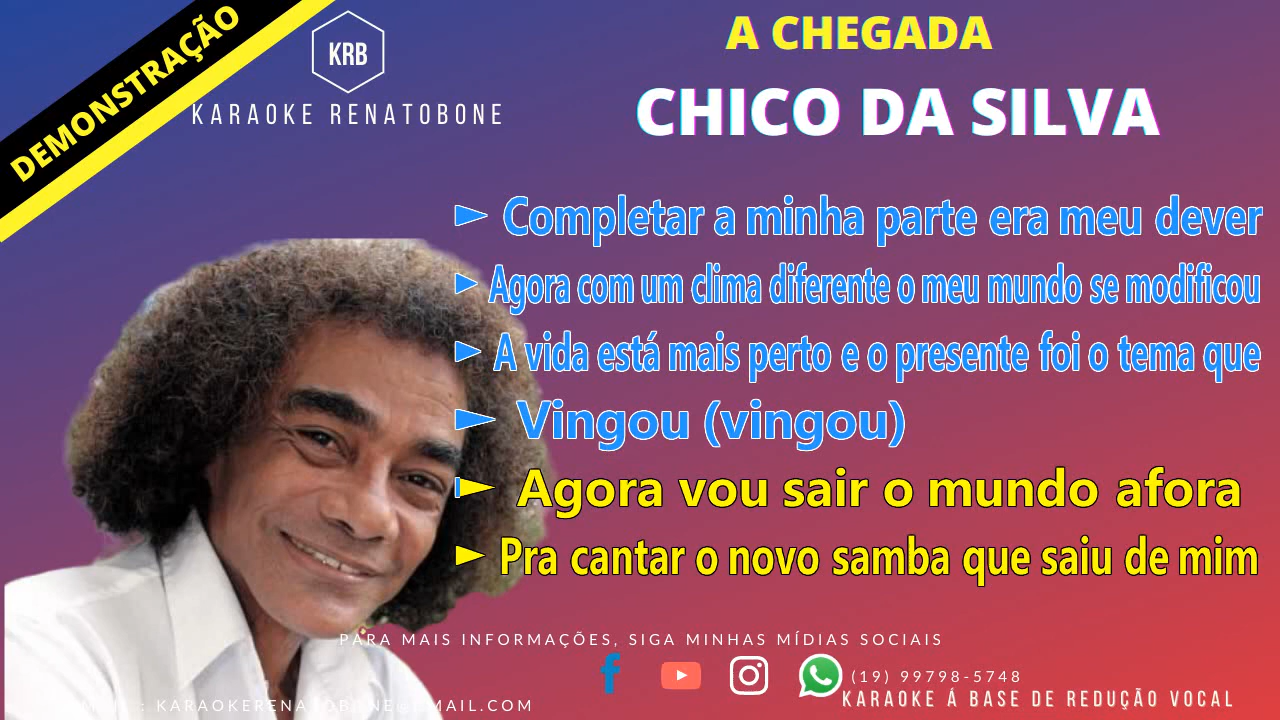 DEMONSTRAÇÃO
KRB
KARAOKE RENATOBONE
A CHEGADA
CHICO DA SILVA
► Completar a minha parte era meu dever
► Agora com um clima diferente o meu mundo se modificou
► A vida está mais perto e o presente foi o tema que
► Vingou (vingou)
► Agora vou sair o mundo afora
► Pra cantar o novo samba que saiu de mim
PARA MAIS INFORMAÇÕES, SIGA MINHAS MÍDIAS SOCIAIS
(19) 99798-5748
KARAOKE Á BASE DE REDUÇÃO VOCAL
: KARAOKERENATOBONE@GMAIL.COM